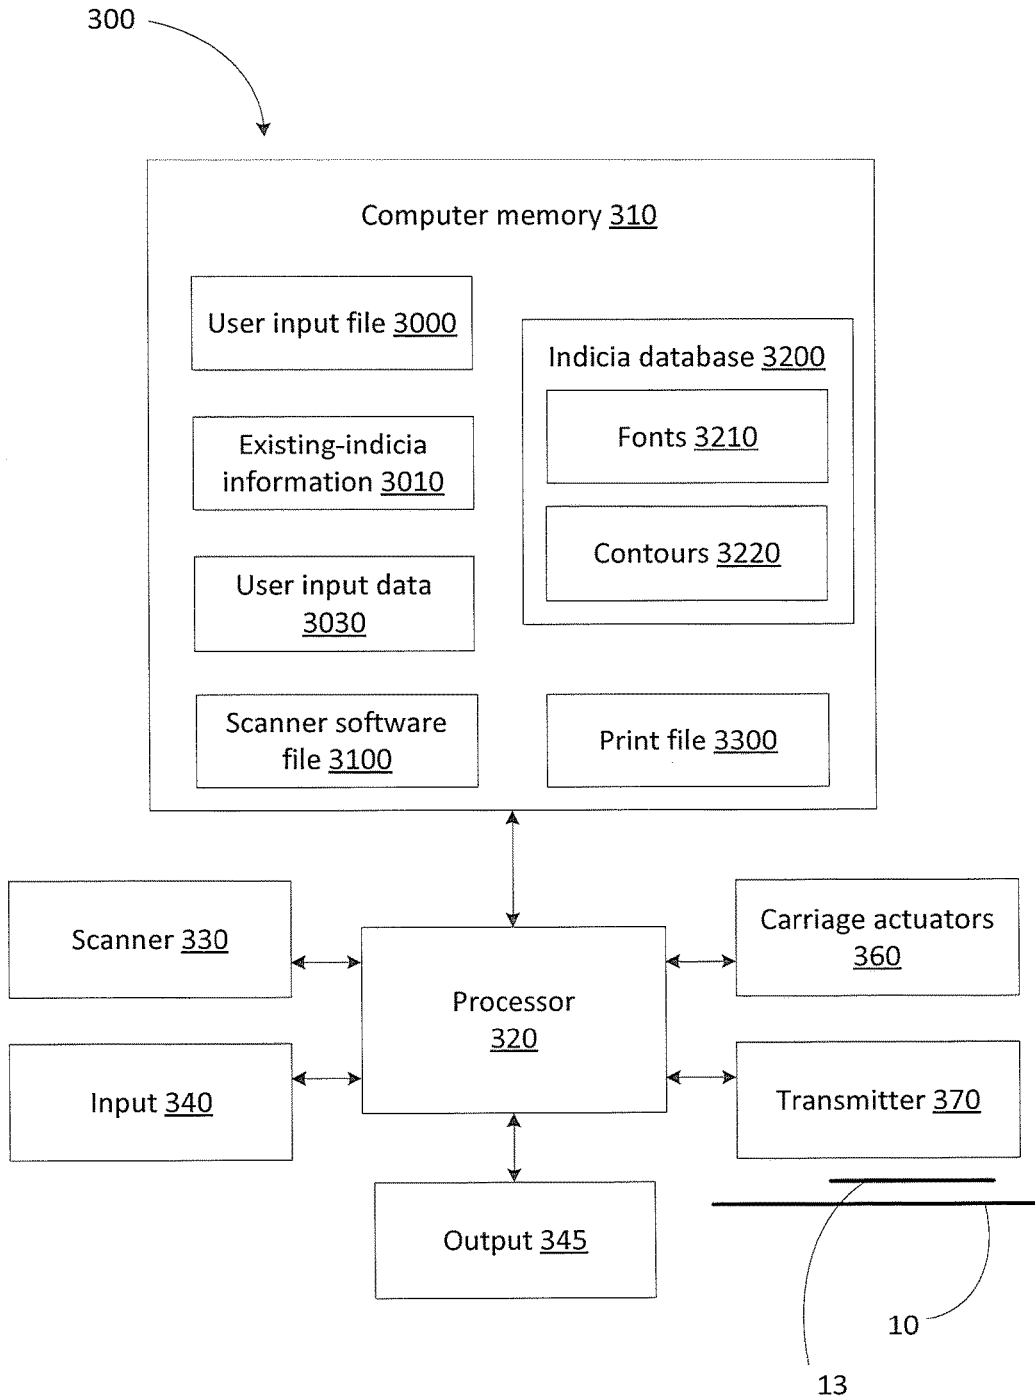 300
Computer memory 310
User input file 3000
Indicia database 3200
Fonts 3210
Existing-indicia
information 3010
Contours 3220
User input data
3030
Scanner software
file 3100
Print file 3300
Scanner 330
Carriage actuators
360
Processor
320
Input 340
Transmitter 370
Output 345
10
13